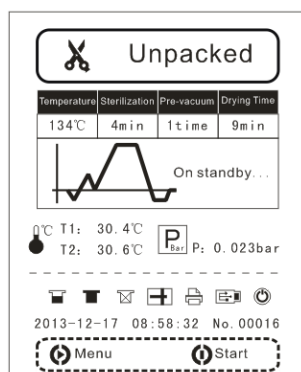 Unpacked
Temperature Sterilization Pre-vacuum Drying Time
134℃ 4min 1time 9min
On standby...
℃ T1: 30.4℃
T2: 30.6℃
P Bar P: 0.023bar
2013-12-17 08:58:32 No.00016
Menu Start